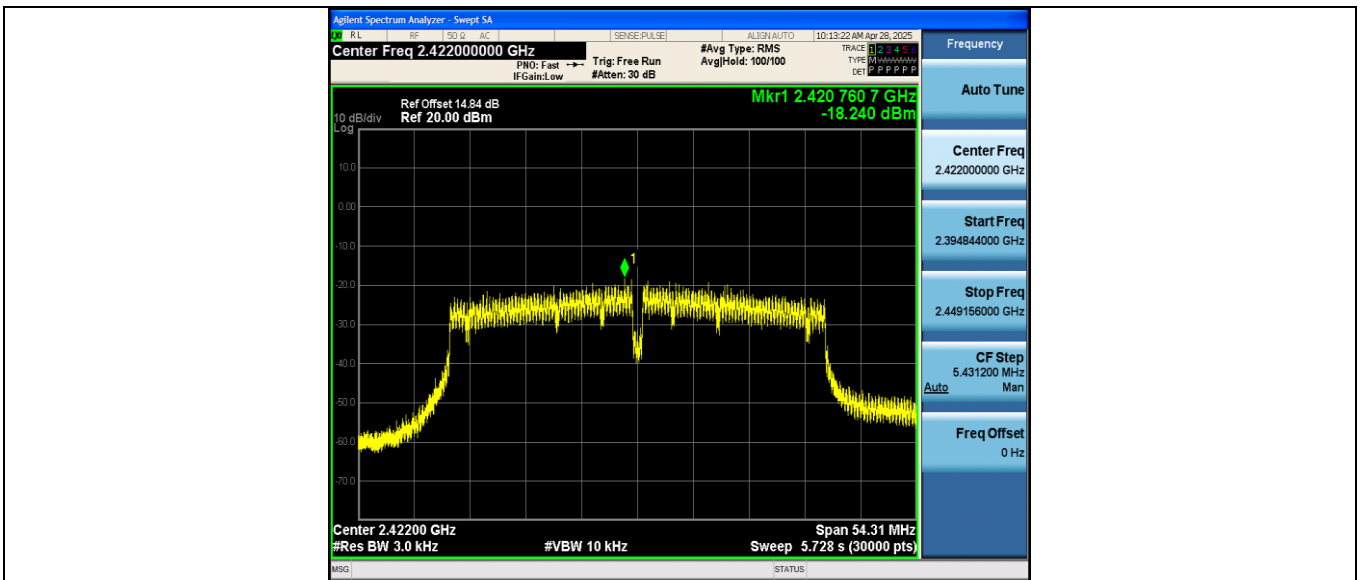 Agilent Spectrum Analyzer - Swept SA
RL RF 50 Ω AC SENSE:PULSE ALIGN AUTO 10:13:22 AM Apr 28, 2025
Center Freq 2.422000000 GHz
PNO: Fast
IFGain:Low
Trig: Free Run
#Atten: 30 dB
#Avg Type: RMS
Avg|Hold: 100/100
TRACE 1 2 3 4 5 6
TYPE M
DET P P P P P P
Mkr1 2.420 760 7 GHz
-18.240 dBm
Ref Offset 14.84 dB
10 dB/div Ref 20.00 dBm
Log
10.0
0.00
-10.0
-20.0
-30.0
-40.0
-50.0
-60.0
-70.0
1
Center 2.42200 GHz Span 54.31 MHz
#Res BW 3.0 kHz #VBW 10 kHz Sweep 5.728 s (30000 pts)
MSG STATUS
Frequency
Auto Tune
Center Freq
2.422000000 GHz
Start Freq
2.394844000 GHz
Stop Freq
2.449156000 GHz
CF Step
5.431200 MHz
Auto Man
Freq Offset
0 Hz